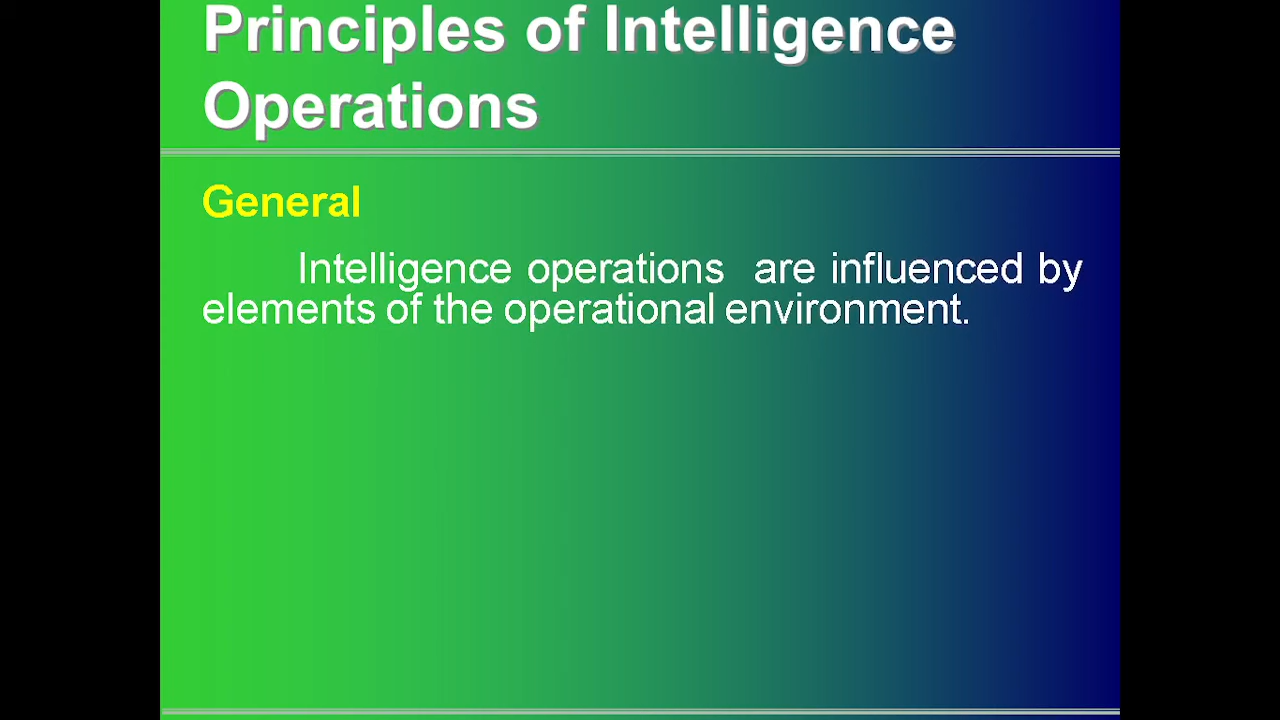 Principles of Intelligence
Operations
General
Intelligence operations  are influenced by
elements of the operational environment.